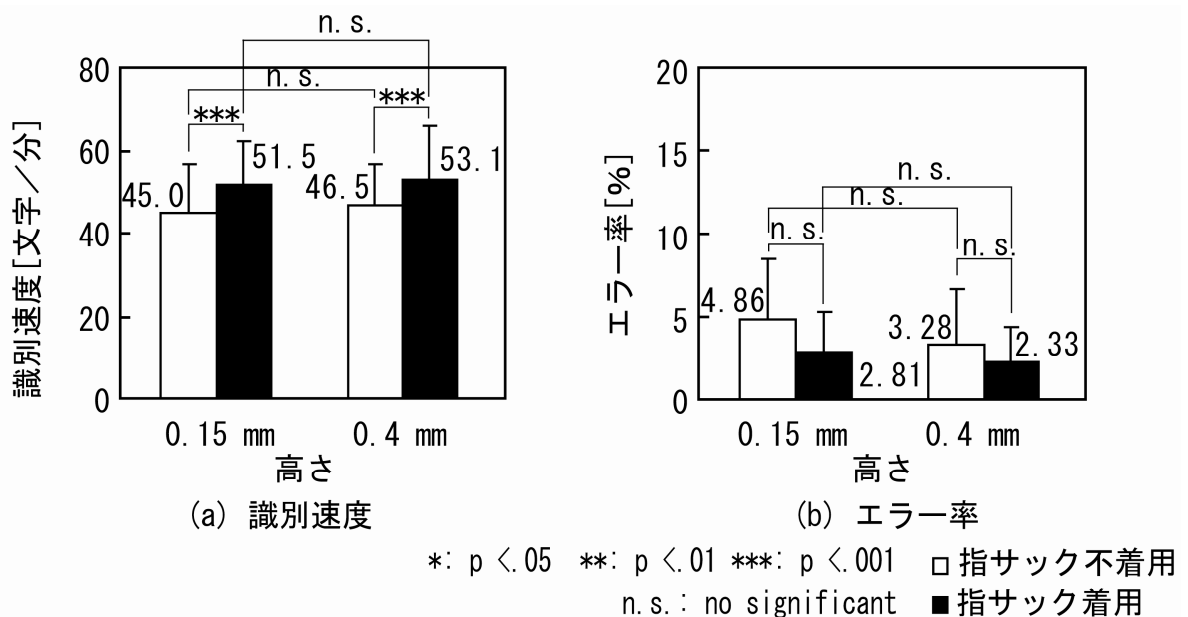 n.s.
n.s.
***
***
80
60
40
20
0
51.5
53.1
45.0
46.5
識別速度[文字/分]
0.15 mm
0.4 mm
高さ
(a) 識別速度
20
15
10
5
0
エラー率[%]
n.s.
n.s.
n.s.
n.s.
4.86
2.81
3.28
2.33
0.15 mm
0.4 mm
高さ
(b) エラー率
*: p <.05 **: p <.01 ***: p <.001 □ 指サック不着用
n.s.: no significant ■ 指サック着用